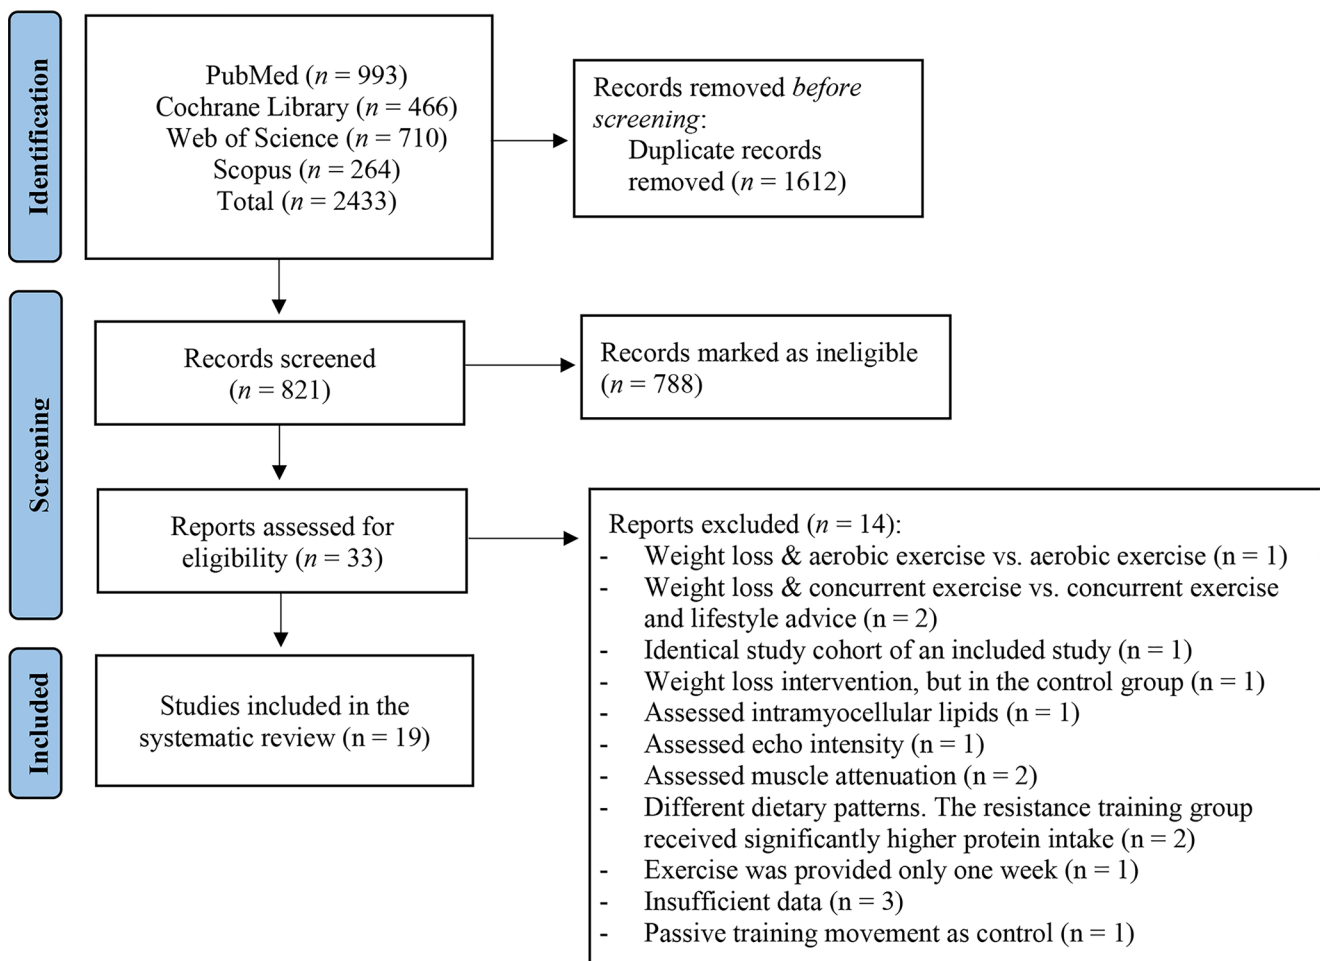 Identification
PubMed (n = 993)
Cochrane Library (n = 466)
Web of Science (n = 710)
Scopus (n = 264)
Total (n = 2433)
Records removed before
screening:
Duplicate records
removed (n = 1612)
Screening
Records screened
(n = 821)
Records marked as ineligible
(n = 788)
Reports assessed for
eligibility (n = 33)
Reports excluded (n = 14):
- Weight loss & aerobic exercise vs. aerobic exercise (n = 1)
- Weight loss & concurrent exercise vs. concurrent exercise
and lifestyle advice (n = 2)
- Identical study cohort of an included study (n = 1)
- Weight loss intervention, but in the control group (n = 1)
- Assessed intramyocellular lipids (n = 1)
- Assessed echo intensity (n = 1)
- Assessed muscle attenuation (n = 2)
- Different dietary patterns. The resistance training group
received significantly higher protein intake (n = 2)
- Exercise was provided only one week (n = 1)
- Insufficient data (n = 3)
- Passive training movement as control (n = 1)
Included
Studies included in the
systematic review (n = 19)